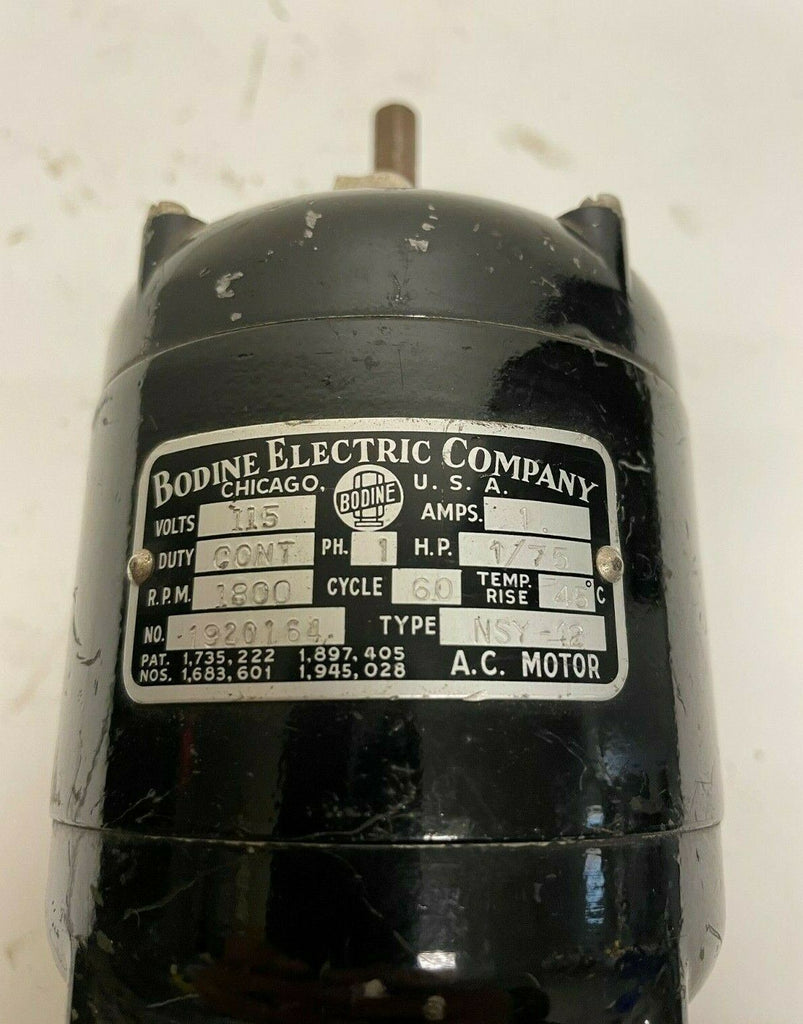 BODINE ELECTRIC COMPANY
CHICAGO, BODINE U. S. A.
VOLTS 115 AMPS. 1.
DUTY CONT PH. 1 H.P. 1/75
R.P.M. 1800 CYCLE 60 TEMP. RISE 45°C
NO. 1920164 TYPE NSY-12
PAT. 1,735,222 1,897,405
NOS. 1,683,601 1,945,028 A.C. MOTOR